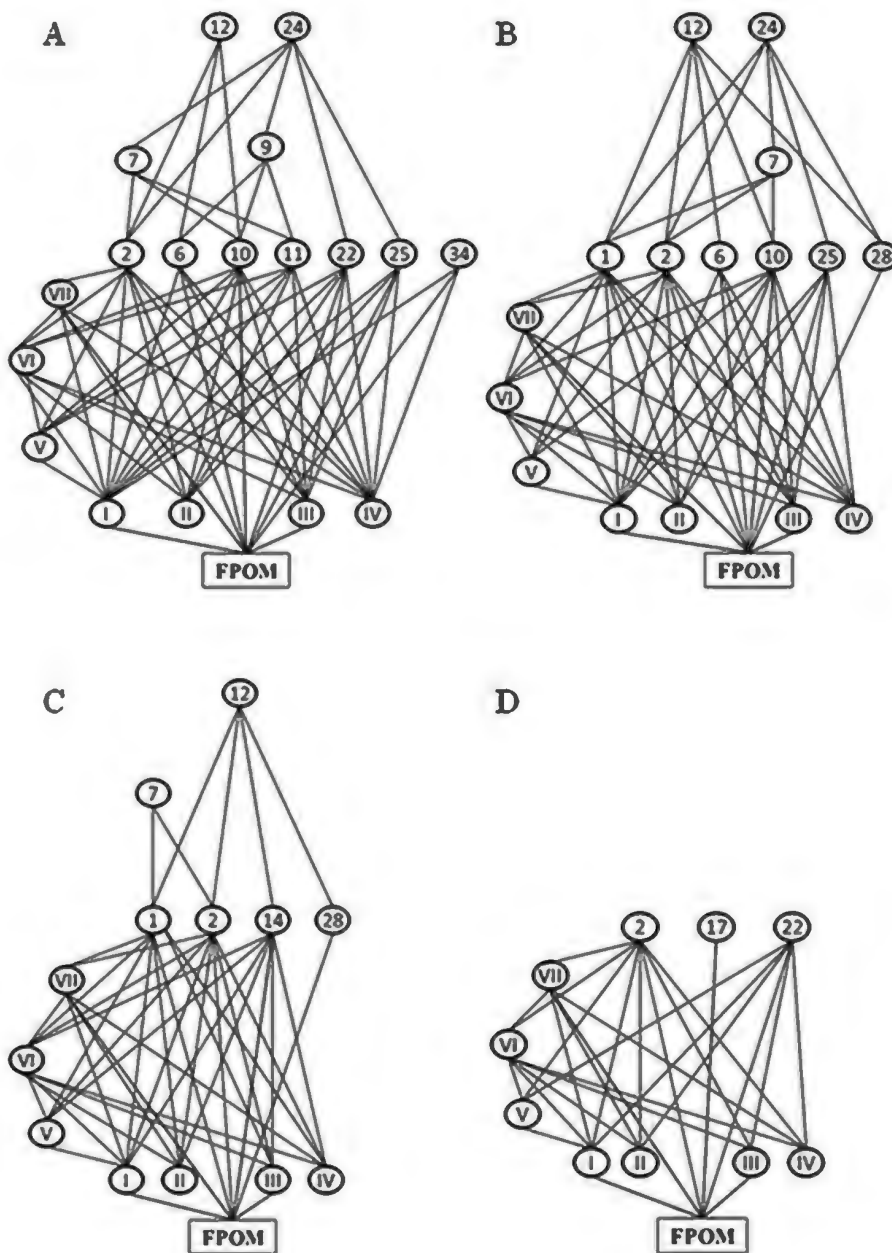 A
12 24
7 9
2 6 10 11 22 25 34
VII
VI
V
I II III IV
FPOM
B
12 24
7
1 2 6 10 25 28
VII
VI
V
I II III IV
FPOM
C
12
7
1 2 14 28
VII
VI
V
I II III IV
FPOM
D
2 17 22
VII
VI
V
I II III IV
FPOM